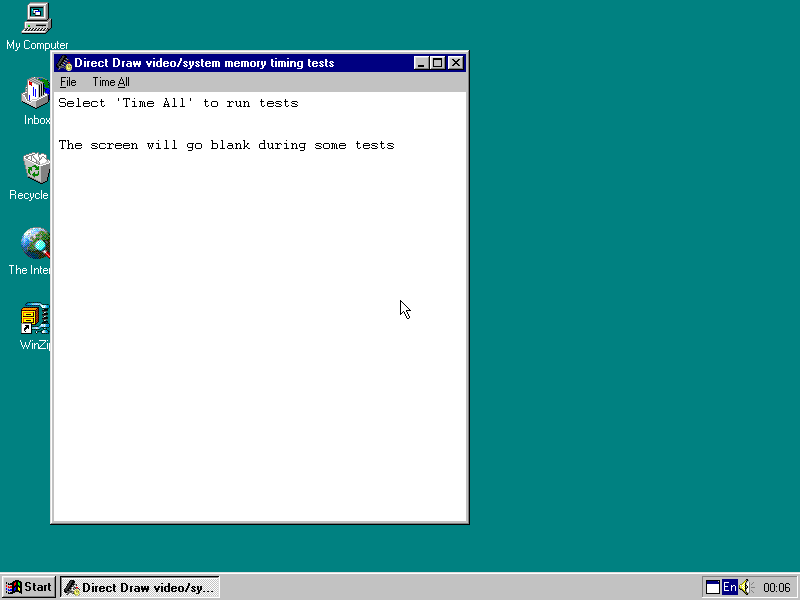 My Computer
Inbox
Recycle
The Inter
WinZip
Direct Draw video/system memory timing tests
File Time All
Select 'Time All' to run tests
The screen will go blank during some tests
Start
Direct Draw video/sy...
En
00:06